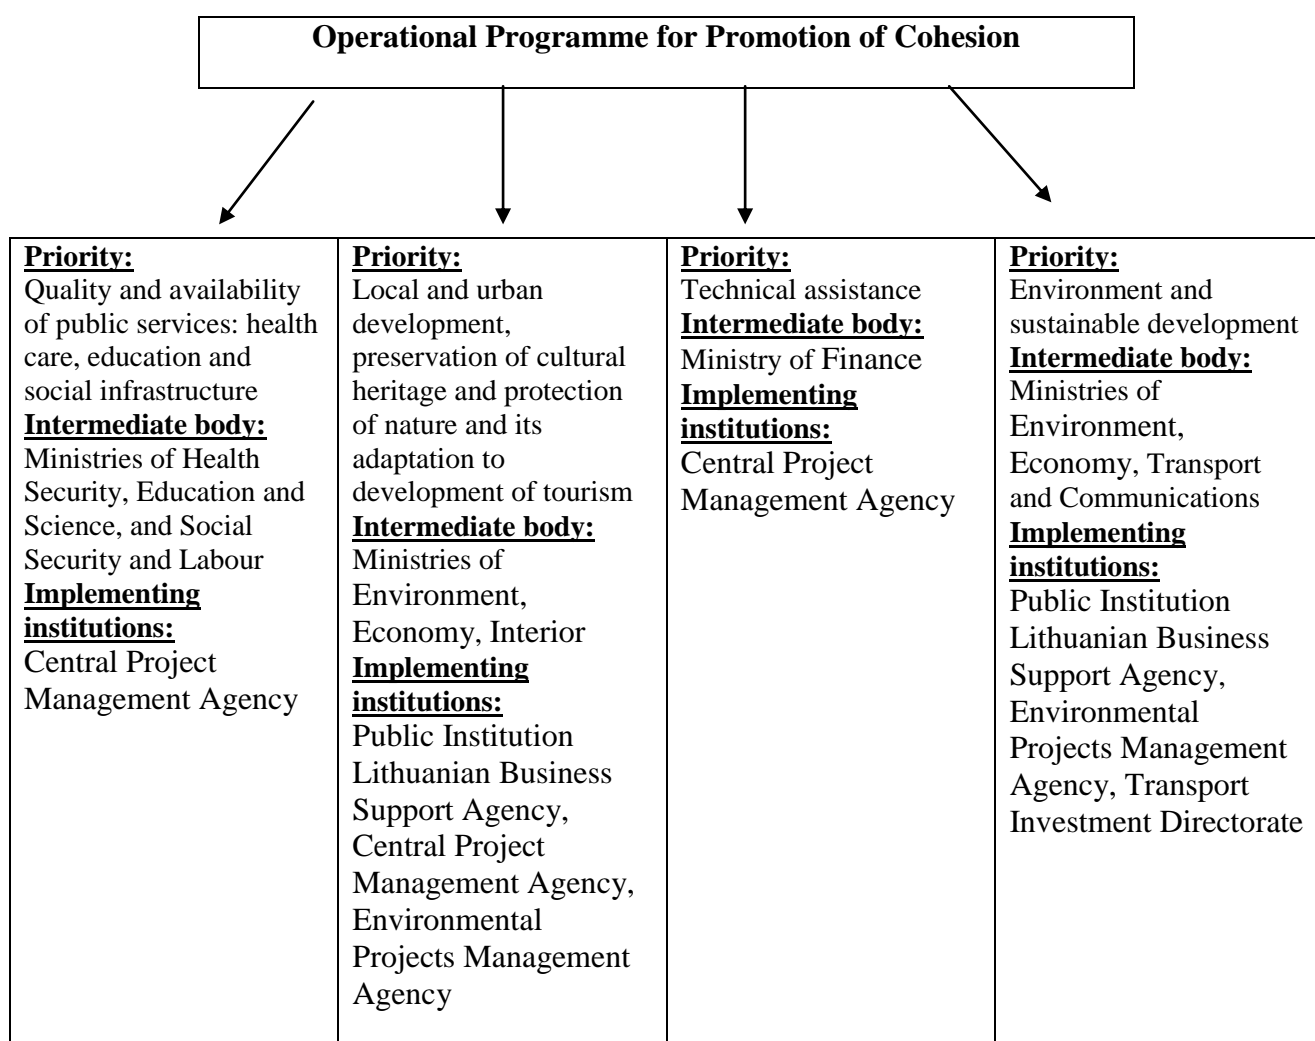 Operational Programme for Promotion of Cohesion
Priority:
Quality and availability
of public services: health
care, education and
social infrastructure
Intermediate body:
Ministries of Health
Security, Education and
Science, and Social
Security and Labour
Implementing
institutions:
Central Project
Management Agency
Priority:
Local and urban
development,
preservation of cultural
heritage and protection
of nature and its
adaptation to
development of tourism
Intermediate body:
Ministries of
Environment,
Economy, Interior
Implementing
institutions:
Public Institution
Lithuanian Business
Support Agency,
Central Project
Management Agency,
Environmental
Projects Management
Agency
Priority:
Technical assistance
Intermediate body:
Ministry of Finance
Implementing
institutions:
Central Project
Management Agency
Priority:
Environment and
sustainable development
Intermediate body:
Ministries of
Environment,
Economy, Transport
and Communications
Implementing
institutions:
Public Institution
Lithuanian Business
Support Agency,
Environmental
Projects Management
Agency, Transport
Investment Directorate